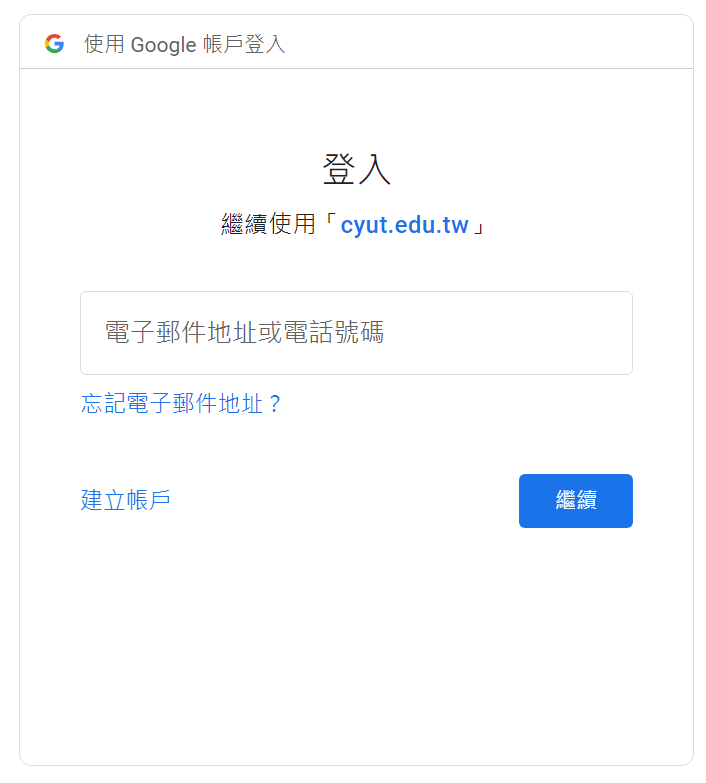 使用 Google 帳戶登入
登入
繼續使用「cyut.edu.tw」
電子郵件地址或電話號碼
忘記電子郵件地址？
建立帳戶
繼續